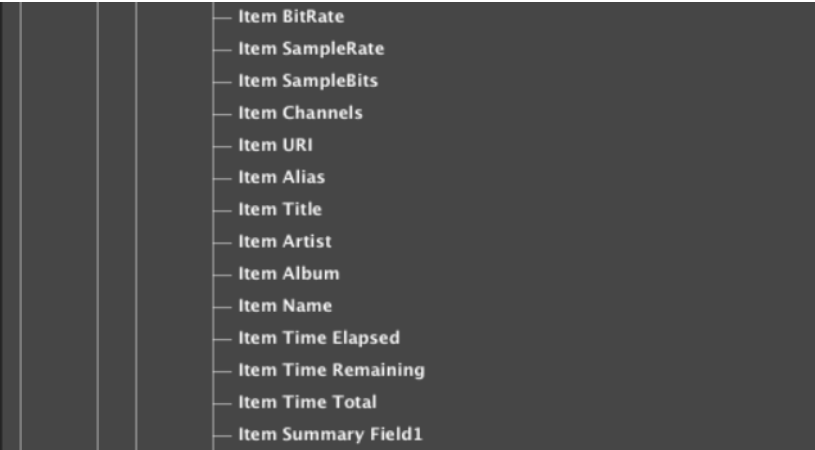 Item BitRate
Item SampleRate
Item SampleBits
Item Channels
Item URI
Item Alias
Item Title
Item Artist
Item Album
Item Name
Item Time Elapsed
Item Time Remaining
Item Time Total
Item Summary Field1